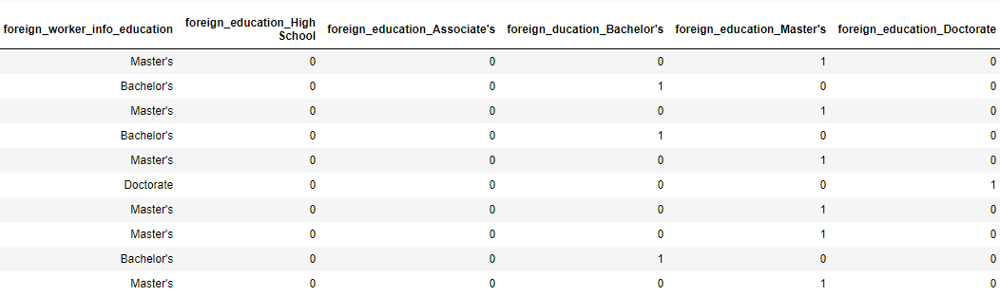 foreign_worker_info_education foreign_education_High School foreign_education_Associate's foreign_ducation_Bachelor's foreign_education_Master's foreign_education_Doctorate
Master's 0 0 0 1 0
Bachelor's 0 0 1 0 0
Master's 0 0 0 1 0
Bachelor's 0 0 1 0 0
Master's 0 0 0 1 0
Doctorate 0 0 0 0 1
Master's 0 0 0 1 0
Master's 0 0 0 1 0
Bachelor's 0 0 1 0 0
Master's 0 0 0 1 0